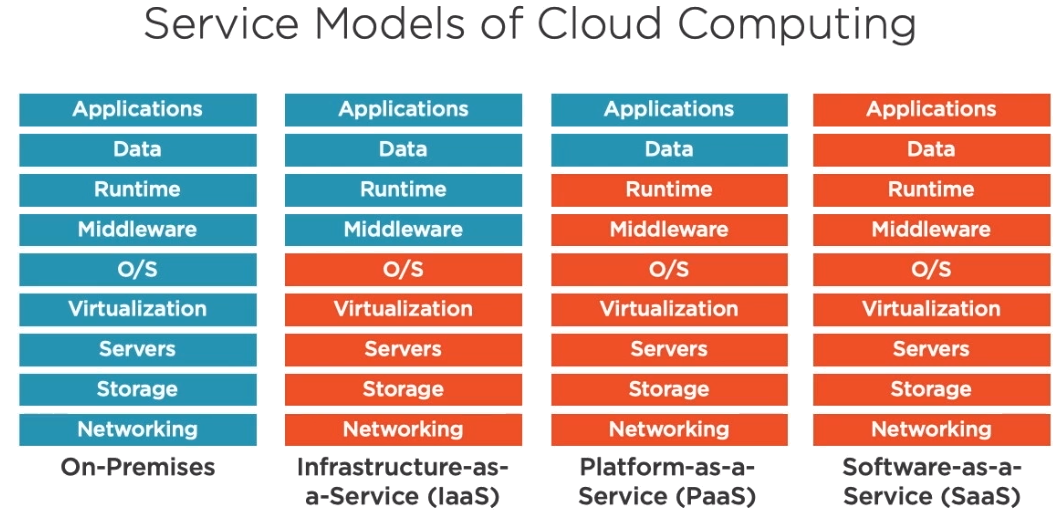 Service Models of Cloud Computing
Applications
Data
Runtime
Middleware
O/S
Virtualization
Servers
Storage
Networking
On-Premises
Applications
Data
Runtime
Middleware
O/S
Virtualization
Servers
Storage
Networking
Infrastructure-as-
a-Service (IaaS)
Applications
Data
Runtime
Middleware
O/S
Virtualization
Servers
Storage
Networking
Platform-as-a-
Service (PaaS)
Applications
Data
Runtime
Middleware
O/S
Virtualization
Servers
Storage
Networking
Software-as-a-
Service (SaaS)